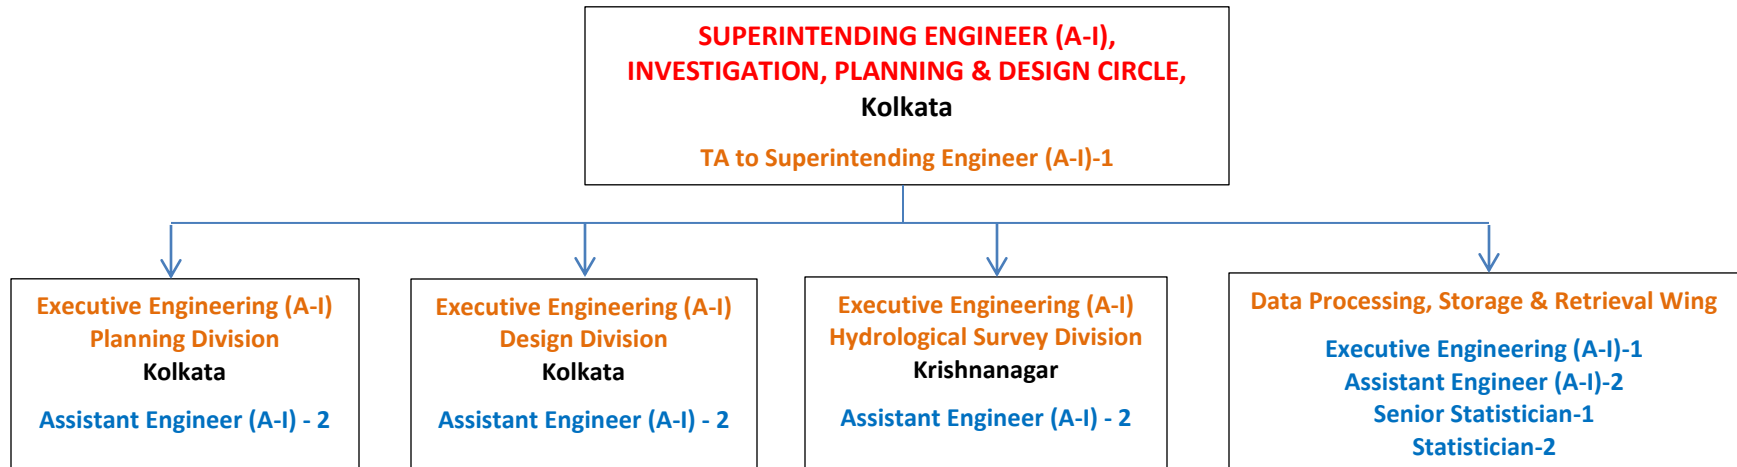 SUPERINTENDING ENGINEER (A-I),
INVESTIGATION, PLANNING & DESIGN CIRCLE,
Kolkata
TA to Superintending Engineer (A-I)-1
Executive Engineering (A-I)
Planning Division
Kolkata
Assistant Engineer (A-I) - 2
Executive Engineering (A-I)
Design Division
Kolkata
Assistant Engineer (A-I) - 2
Executive Engineering (A-I)
Hydrological Survey Division
Krishnanagar
Assistant Engineer (A-I) - 2
Data Processing, Storage & Retrieval Wing
Executive Engineering (A-I)-1
Assistant Engineer (A-I)-2
Senior Statistician-1
Statistician-2